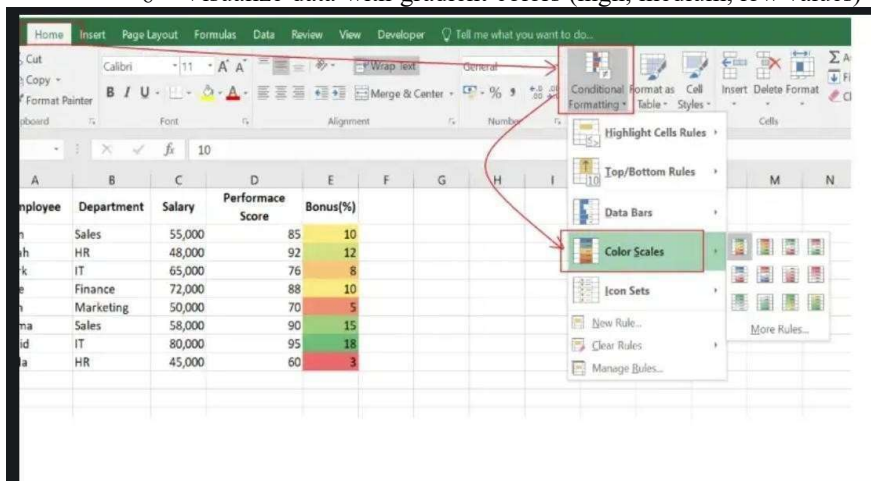 Visualize data with gradient colors (high, medium, low values)
Home Insert Page Layout Formulas Data Review View Developer Tell me what you want to do...
Cut
Copy
Format Painter
Calibri 11 A A
B I U A
Wrap Text
Merge & Center
General
% ,
Conditional Formatting
Format as Table
Cell Styles
Insert Delete Format
Font
Alignment
Number
Cells
fx 10
A B C D E F G H I M N
Department Salary Performace Score Bonus(%)
Sales 55,000 85 10
HR 48,000 92 12
IT 65,000 76 8
Finance 72,000 88 10
Marketing 50,000 70 5
Sales 58,000 90 15
IT 80,000 95 18
HR 45,000 60 3
Highlight Cells Rules
Top/Bottom Rules
Data Bars
Color Scales
Icon Sets
New Rule...
Clear Rules
Manage Rules...
More Rules...